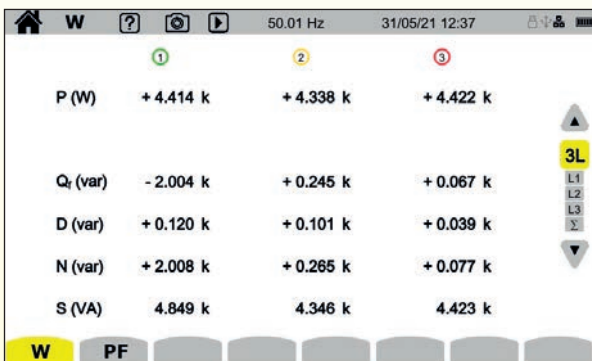 W ? 50.01 Hz 31/05/21 12:37
1 2 3
P (W) + 4.414 k + 4.338 k + 4.422 k
3L
Qf (var) - 2.004 k + 0.245 k + 0.067 k
L1
L2
D (var) + 0.120 k + 0.101 k + 0.039 k
L3
Σ
N (var) + 2.008 k + 0.265 k + 0.077 k
S (VA) 4.849 k 4.346 k 4.423 k
W PF